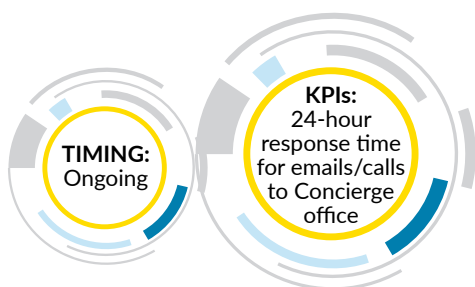 TIMING:
Ongoing
KPIs:
24-hour
response time
for emails/calls
to Concierge
office